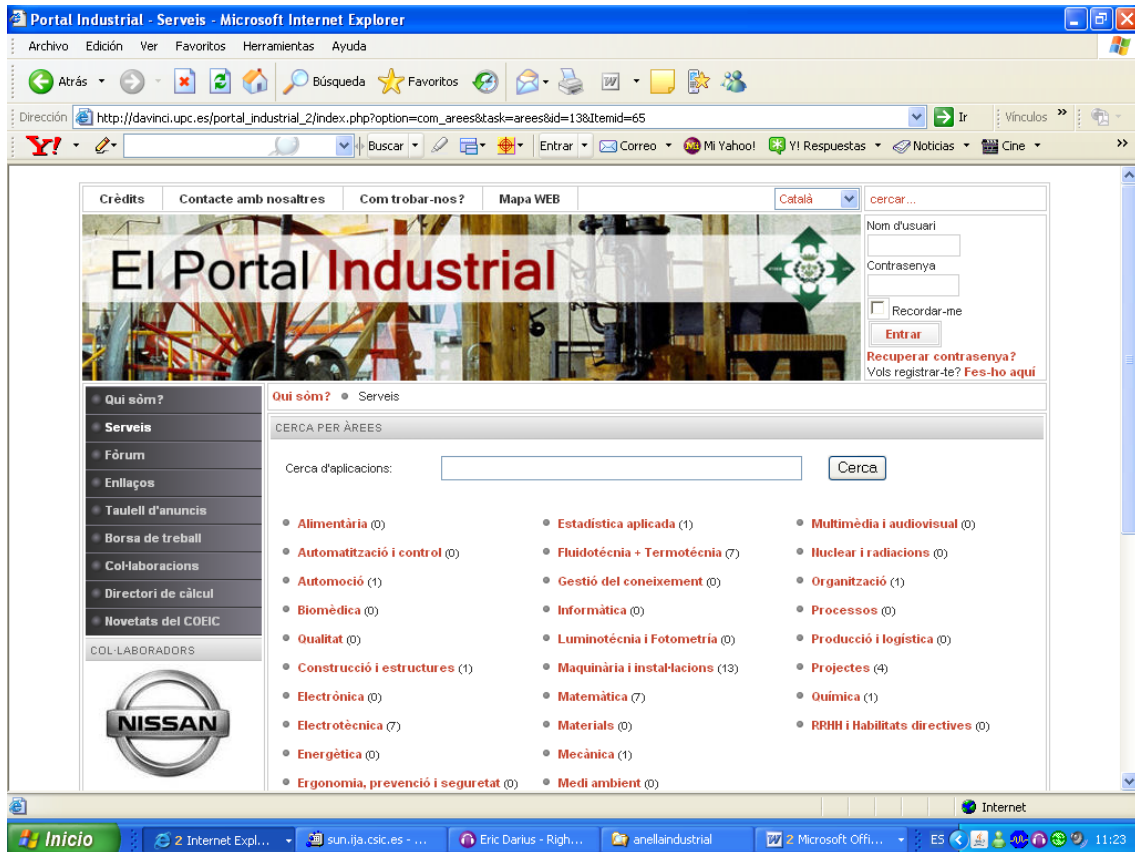 Portal Industrial - Serveis - Microsoft Internet Explorer
Archivo Edición Ver Favoritos Herramientas Ayuda
Atrás Búsqueda Favoritos
Dirección http://davinci.upc.es/portal_industrial_2/index.php?option=com_arees&task=arees&id=13&Itemid=65 Ir Vínculos »
Y! Buscar Entrar Correo Mi Yahoo! Y! Respuestas Noticias Cine »
Crèdits Contacte amb nosaltres Com trobar-nos? Mapa WEB Català cercar...
El Portal Industrial
Nom d'usuari
Contrasenya
Recordar-me
Entrar
Recuperar contrasenya?
Vols registrar-te? Fes-ho aquí
Qui sòm?
Serveis
Fòrum
Enllaços
Taulell d'anuncis
Borsa de treball
Col·laboracions
Directori de càlcul
Novetats del COEIC
COL·LABORADORS
NISSAN
Qui sòm? Serveis
CERCA PER ÀREES
Cerca d'aplicacions: Cerca
Alimentària (0)
Automatització i control (0)
Automoció (1)
Biomèdica (0)
Qualitat (0)
Construcció i estructures (1)
Electrònica (0)
Electrotècnica (7)
Energètica (0)
Ergonomia, prevenció i seguretat (0)
Estadística aplicada (1)
Fluidotécnia + Termotécnia (7)
Gestió del coneixement (0)
Informàtica (0)
Luminotécnia i Fotometría (0)
Maquinària i instal·lacions (13)
Matemàtica (7)
Materials (0)
Mecànica (1)
Medi ambient (0)
Multimèdia i audiovisual (0)
Nuclear i radiacions (0)
Organització (1)
Processos (0)
Producció i logística (0)
Projectes (4)
Química (1)
RRHH i Habilitats directives (0)
Internet
Inicio 2 Internet Expl... sun.ija.csic.es - ... Eric Darius - Righ... anellaindustrial 2 Microsoft Offi... ES 11:23